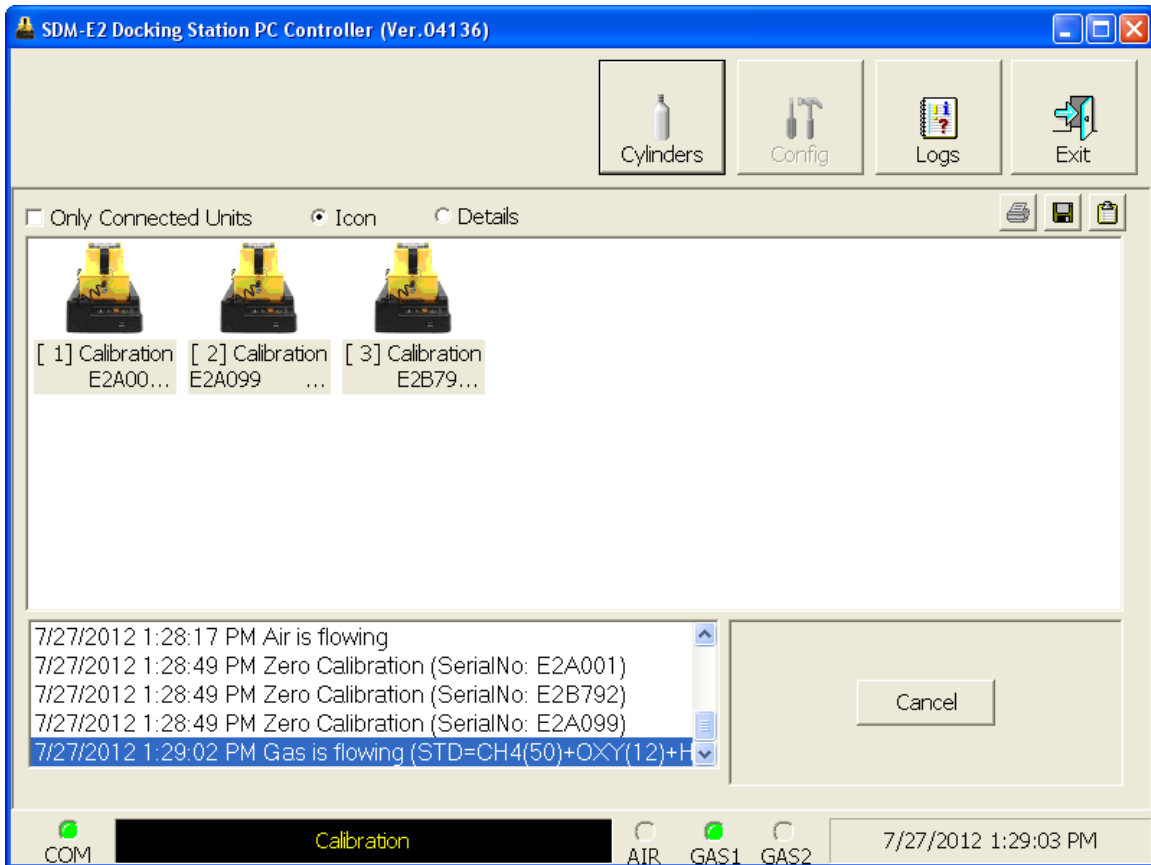 SDM-E2 Docking Station PC Controller (Ver.04136)
Cylinders Config Logs Exit
Only Connected Units Icon Details
[ 1] Calibration [ 2] Calibration [ 3] Calibration
E2A00... E2A099 ... E2B79...
7/27/2012 1:28:17 PM Air is flowing
7/27/2012 1:28:49 PM Zero Calibration (SerialNo: E2A001)
7/27/2012 1:28:49 PM Zero Calibration (SerialNo: E2B792)
7/27/2012 1:28:49 PM Zero Calibration (SerialNo: E2A099)
7/27/2012 1:29:02 PM Gas is flowing (STD=CH4(50)+OXY(12)+H
Cancel
COM Calibration AIR GAS1 GAS2 7/27/2012 1:29:03 PM